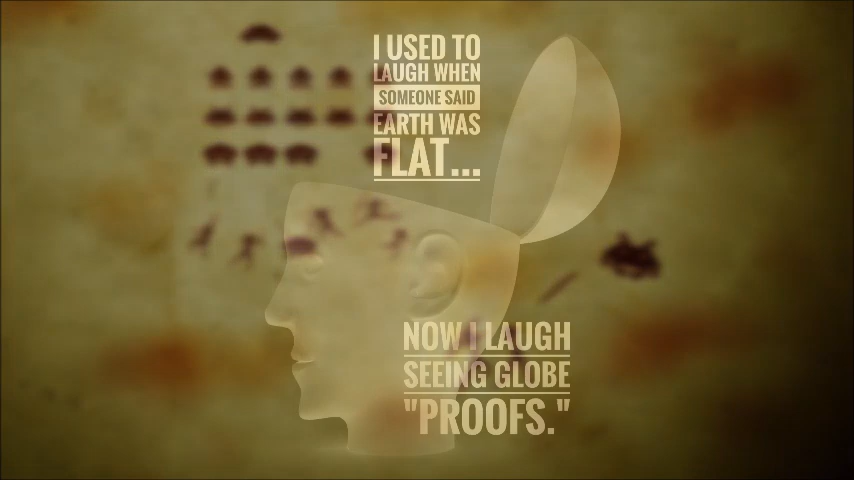 I USED TO
LAUGH WHEN
SOMEONE SAID
EARTH WAS
FLAT...
NOW I LAUGH
SEEING GLOBE
"PROOFS."